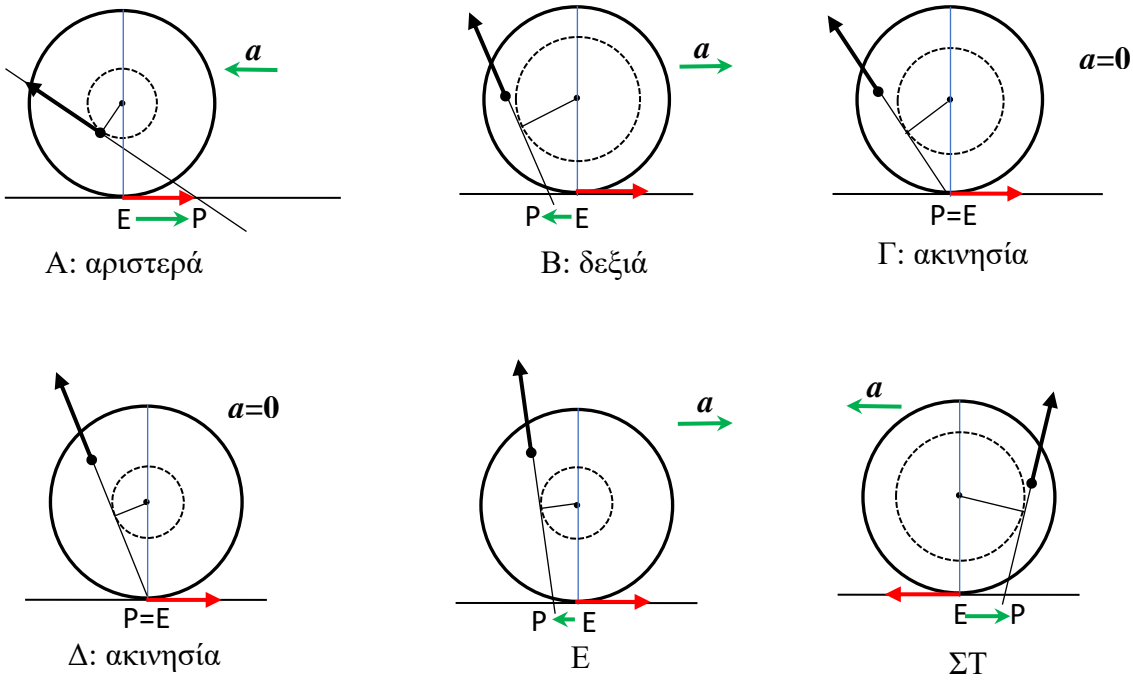 a
a
a=0
E P
P E
P=E
Α: αριστερά
Β: δεξιά
Γ: ακινησία
a=0
a
a
P=E
P E
E P
Δ: ακινησία
Ε
ΣΤ